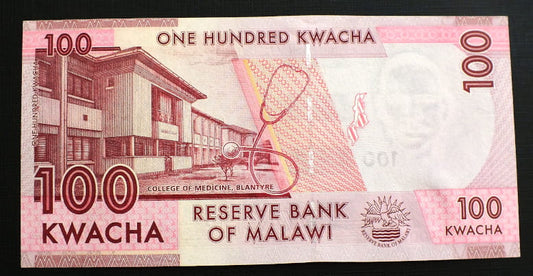 100
ONE HUNDRED KWACHA
100
ONE HUNDRED KWACHA
COLLEGE OF MEDICINE, BLANTYRE
100
KWACHA
RESERVE BANK
OF MALAWI
RESERVE BANK OF MALAWI
100
100
KWACHA